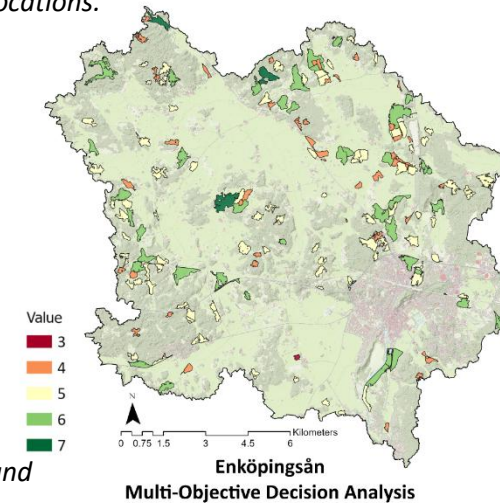 ocations.
Value
3
4
5
6
7
N
0 0.75 1.5 3 4.5 6
Kilometers
und
Enköpingsån
Multi-Objective Decision Analysis